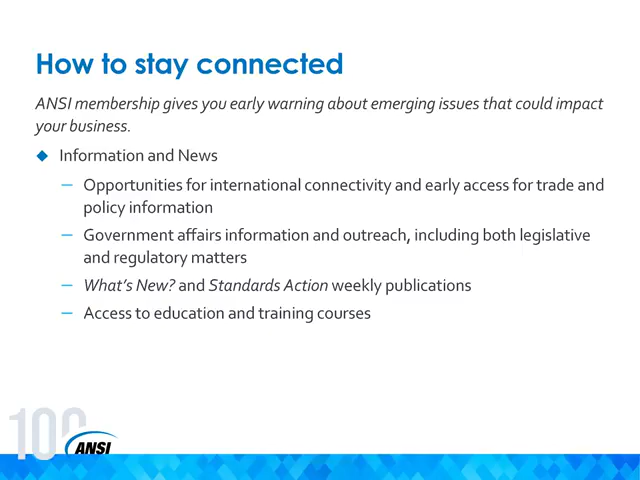 How to stay connected
ANSI membership gives you early warning about emerging issues that could impact
your business.
Information and News
Opportunities for international connectivity and early access for trade and
policy information
Government affairs information and outreach, including both legislative
and regulatory matters
What's New? and Standards Action weekly publications
Access to education and training courses
100
ANSI